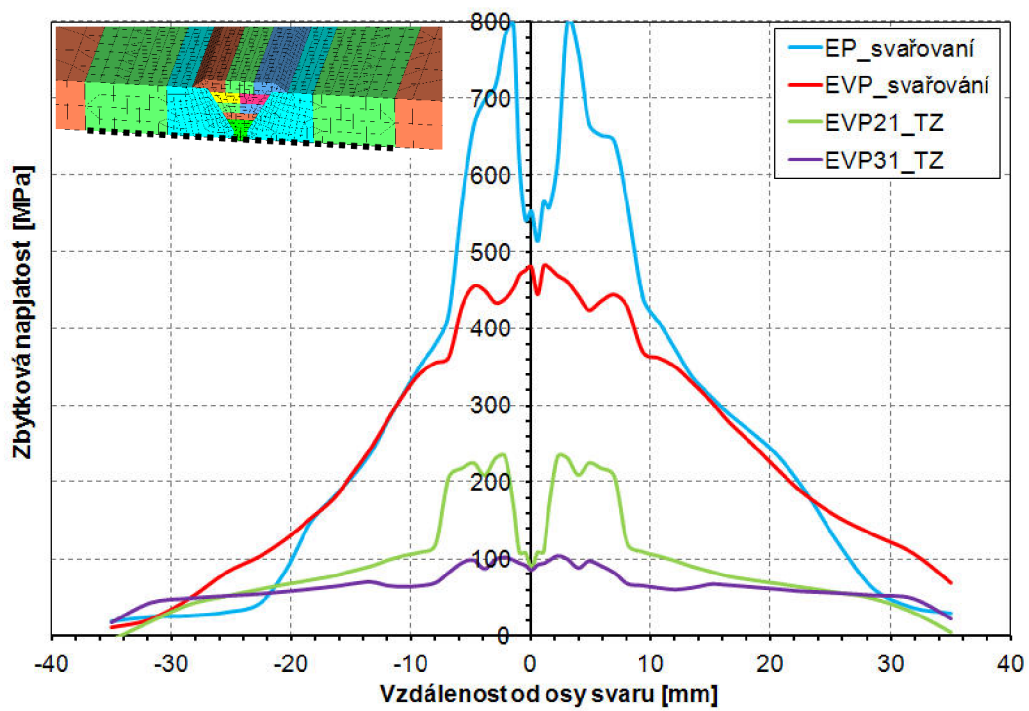 800
700
600
500
400
300
200
100
0
Zbytková napjatost [MPa]
EP_svařovaní
EVP_svařování
EVP21_TZ
EVP31_TZ
-40 -30 -20 -10 0 10 20 30 40
Vzdálenost od osy svaru [mm]